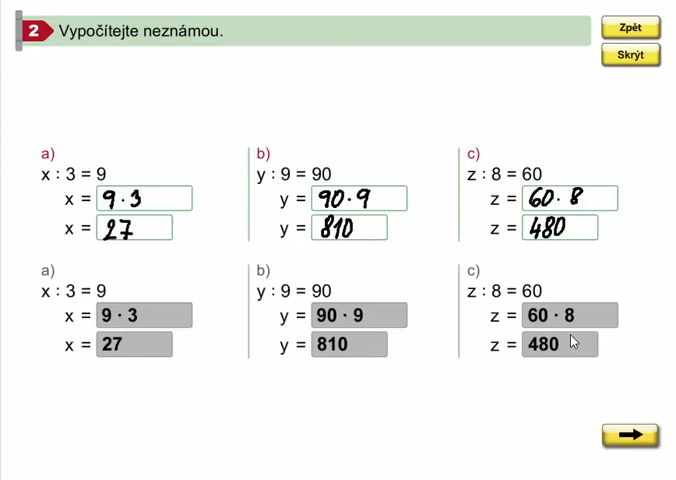 2 Vypočítejte neznámou.
Zpět
Skrýt
a)
x : 3 = 9
x = 9 · 3
x = 27
b)
y : 9 = 90
y = 90 · 9
y = 810
c)
z : 8 = 60
z = 60 · 8
z = 480
a)
x : 3 = 9
x = 9 · 3
x = 27
b)
y : 9 = 90
y = 90 · 9
y = 810
c)
z : 8 = 60
z = 60 · 8
z = 480